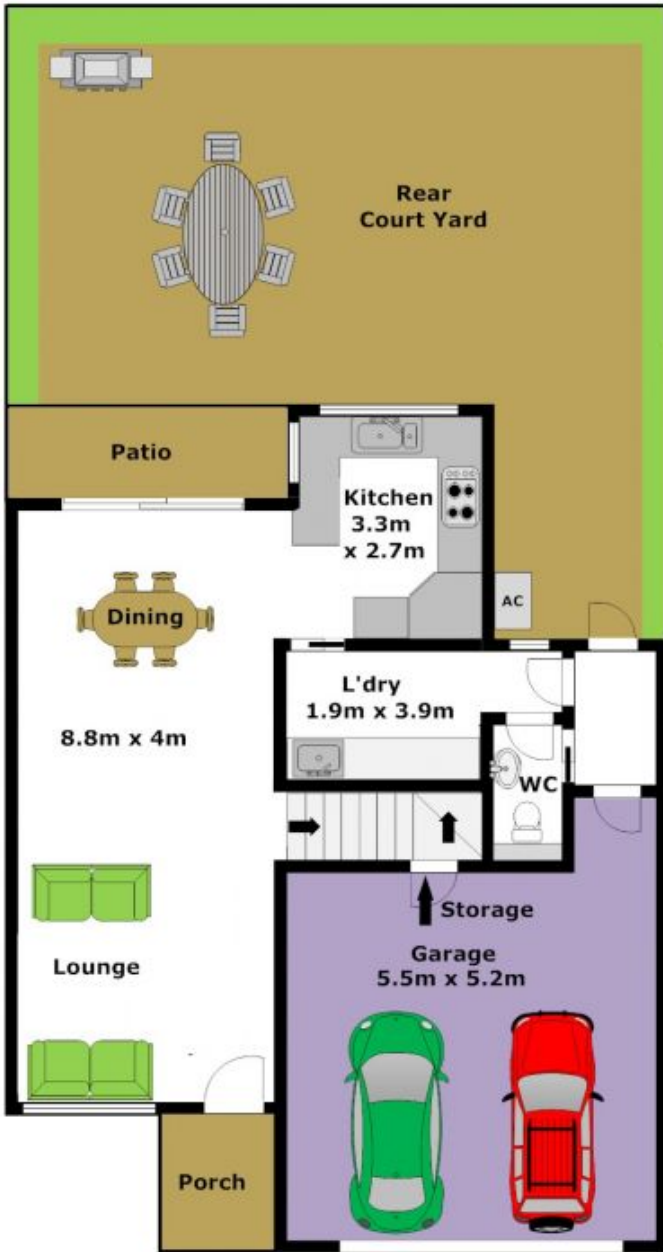 Rear
Court Yard
Patio
Kitchen
3.3m
x 2.7m
AC
Dining
L'dry
1.9m x 3.9m
8.8m x 4m
WC
Storage
Lounge
Garage
5.5m x 5.2m
Porch